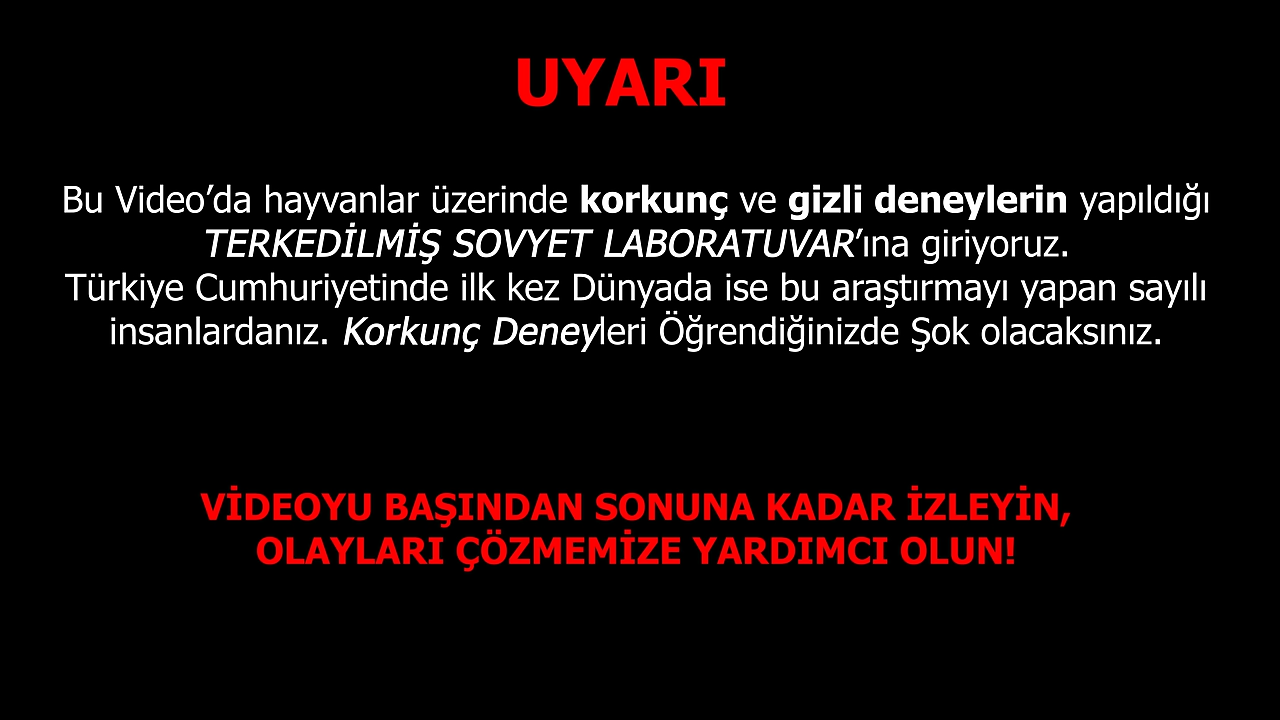 UYARI
Bu Video’da hayvanlar üzerinde korkunç ve gizli deneylerin yapıldığı
TERKEDİLMİŞ SOVYET LABORATUVAR’ına giriyoruz.
Türkiye Cumhuriyetinde ilk kez Dünyada ise bu araştırmayı yapan sayılı
insanlardanız. Korkunç Deneyleri Öğrendiğinizde Şok olacaksınız.
VİDEOYU BAŞINDAN SONUNA KADAR İZLEYİN,
OLAYLARI ÇÖZMEMİZE YARDIMCI OLUN!